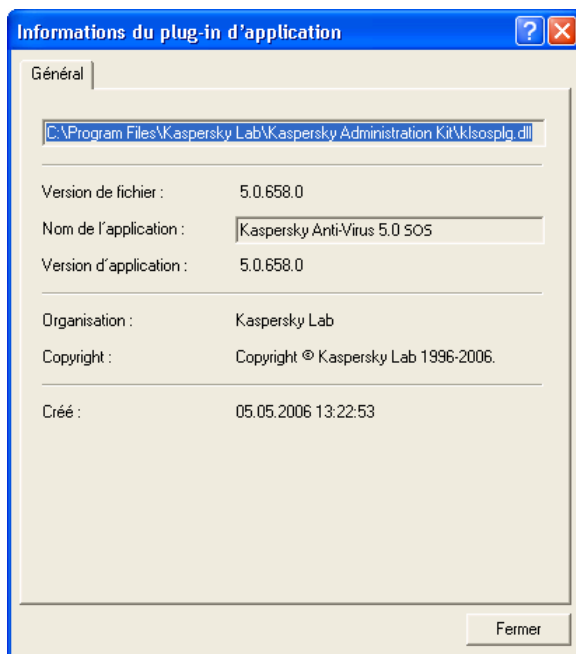 Informations du plug-in d'application
?
Général
C:\Program Files\Kaspersky Lab\Kaspersky Administration Kit\klsosplg.dll
Version de fichier : 5.0.658.0
Nom de l'application : Kaspersky Anti-Virus 5.0 SOS
Version d'application : 5.0.658.0
Organisation : Kaspersky Lab
Copyright : Copyright © Kaspersky Lab 1996-2006.
Créé : 05.05.2006 13:22:53
Fermer